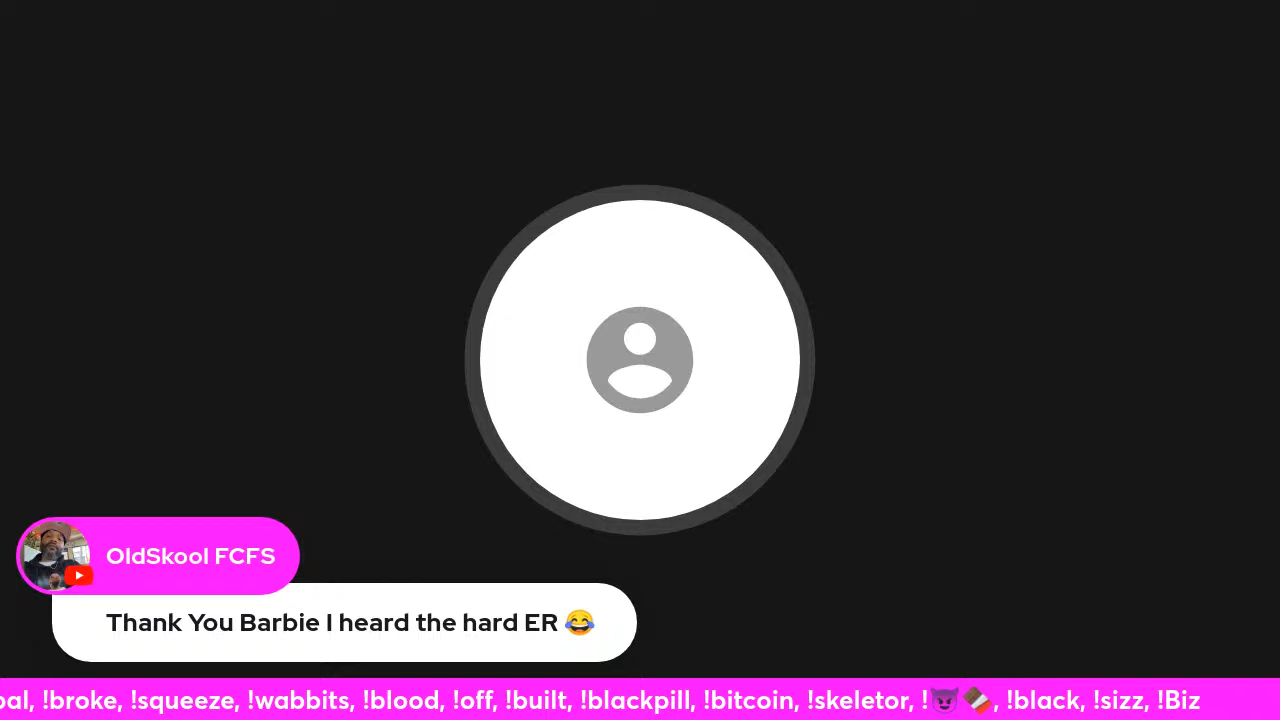 OldSkool FCFS
Thank You Barbie I heard the hard ER 😂
oal, !broke, !squeeze, !wabbits, !blood, !off, !built, !blackpill, !bitcoin, !skeletor, !😈🍫, !black, !sizz, !Biz